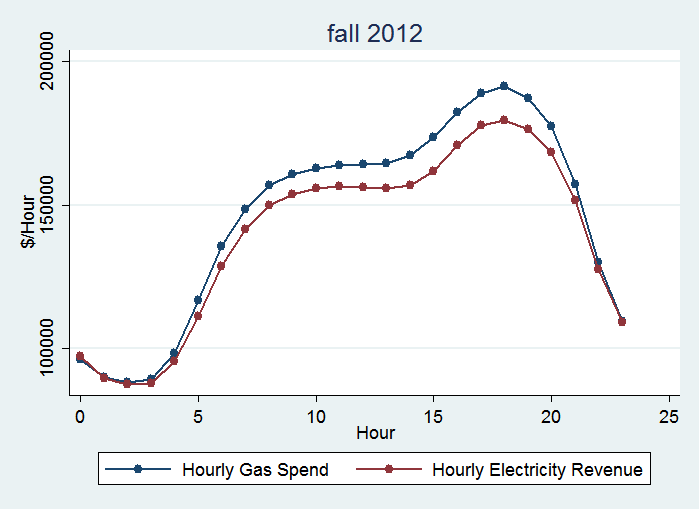 fall 2012
200000
150000
100000
$/Hour
0 5 10 15 20 25
Hour
Hourly Gas Spend Hourly Electricity Revenue